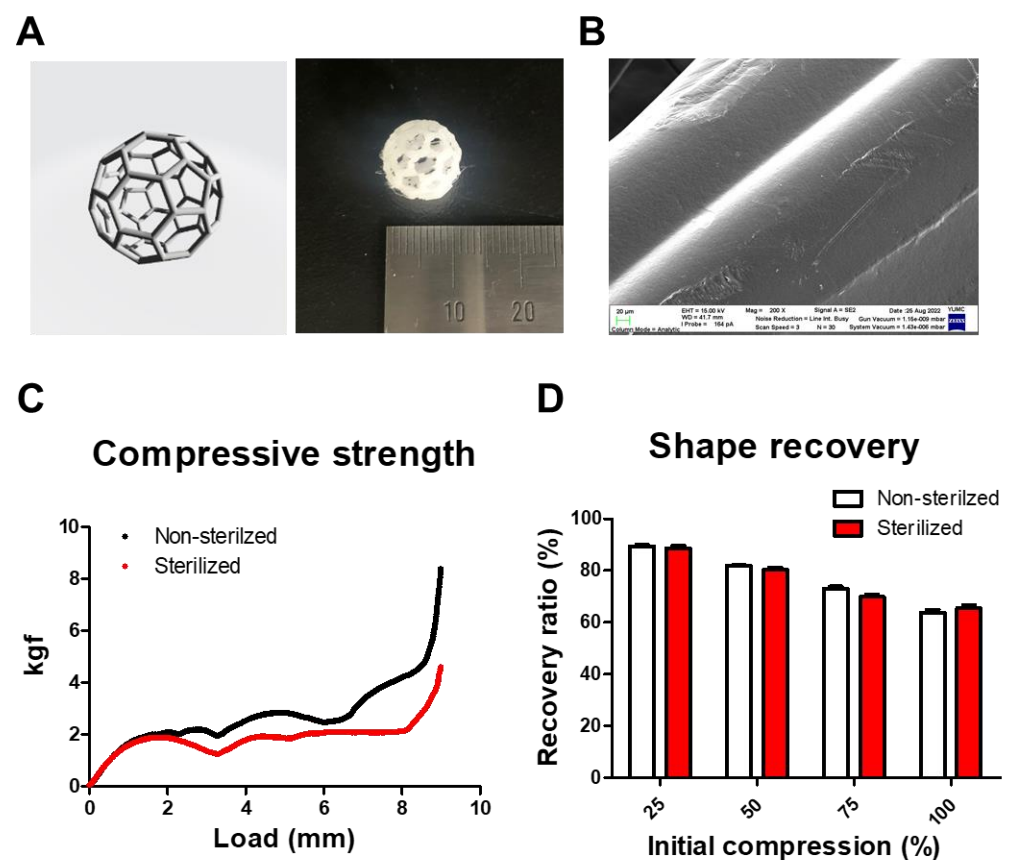 A
B
10 20
20 µm
EHT = 15.00 kV
Mag = 200 X
Signal A = SE2
Date :25 Aug 2022
YUMC
WD = 41.7 mm
Noise Reduction = Line Int. Busy
Gun Vacuum = 1.15e-009 mbar
ZEISS
I Probe = 164 pA
Scan Speed = 3
N = 30
System Vacuum = 1.43e-006 mbar
Column Mode = Analytic
C
Compressive strength
Non-sterilzed
Sterilized
10
8
6
4
2
0
kgf
0 2 4 6 8 10
Load (mm)
D
Shape recovery
Non-sterilzed
Sterilized
100
80
60
40
20
0
Recovery ratio (%)
25 50 75 100
Initial compression (%)